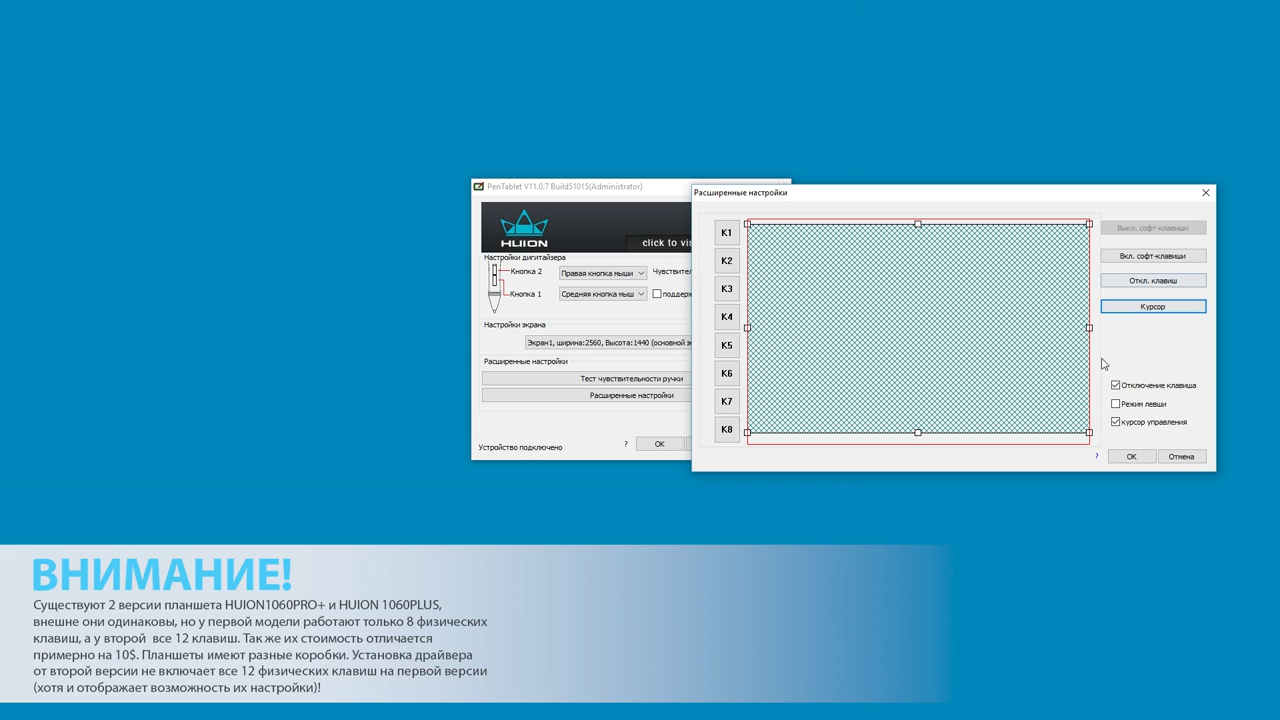 PenTablet V11.0.7 Build51015(Administrator)
HUION
click to vis
Настройки дигитайзера
Кнопка 2
Правая кнопка мыши
Чувствител
Кнопка 1
Средняя кнопка мыш
поддерж
Настройки экрана
Экран1, ширина:2560, Высота:1440 (основной э
Расширенные настройки
Тест чувствительности ручки
Расширенные настройки
Устройство подключено
?
OK
Расширенные настройки
K1
K2
K3
K4
K5
K6
K7
K8
Выкл. софт-клавиши
Вкл. софт-клавиши
Откл. клавиш
Курсор
Отключение клавиша
Режим левши
курсор управления
?
OK
Отмена
ВНИМАНИЕ!
Существуют 2 версии планшета HUION1060PRO+ и HUION 1060PLUS,
внешне они одинаковы, но у первой модели работают только 8 физических
клавиш, а у второй все 12 клавиш. Так же их стоимость отличается
примерно на 10$. Планшеты имеют разные коробки. Установка драйвера
от второй версии не включает все 12 физических клавиш на первой версии
(хотя и отображает возможность их настройки)!